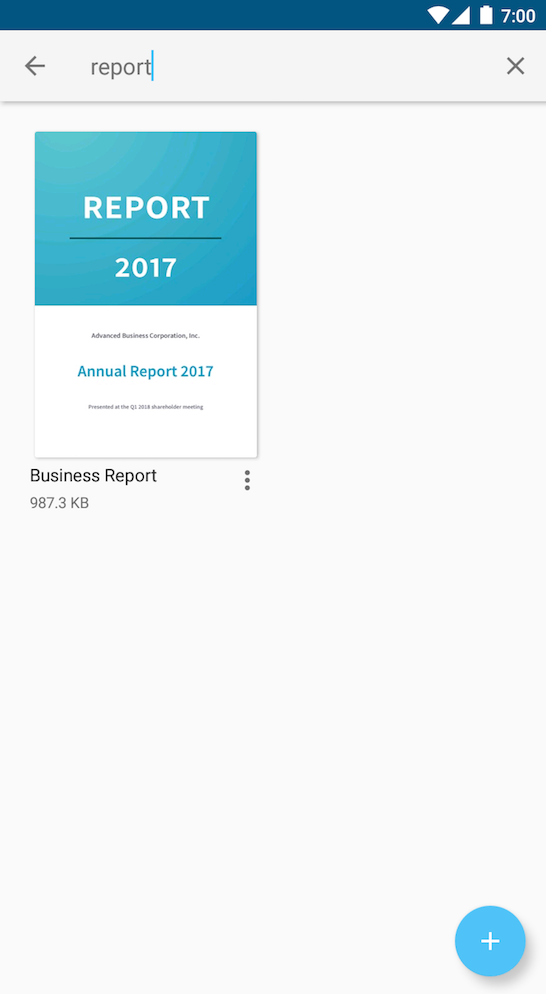 7:00
report
REPORT
2017
Advanced Business Corporation, Inc.
Annual Report 2017
Presented at the Q1 2018 shareholder meeting
Business Report
987.3 KB